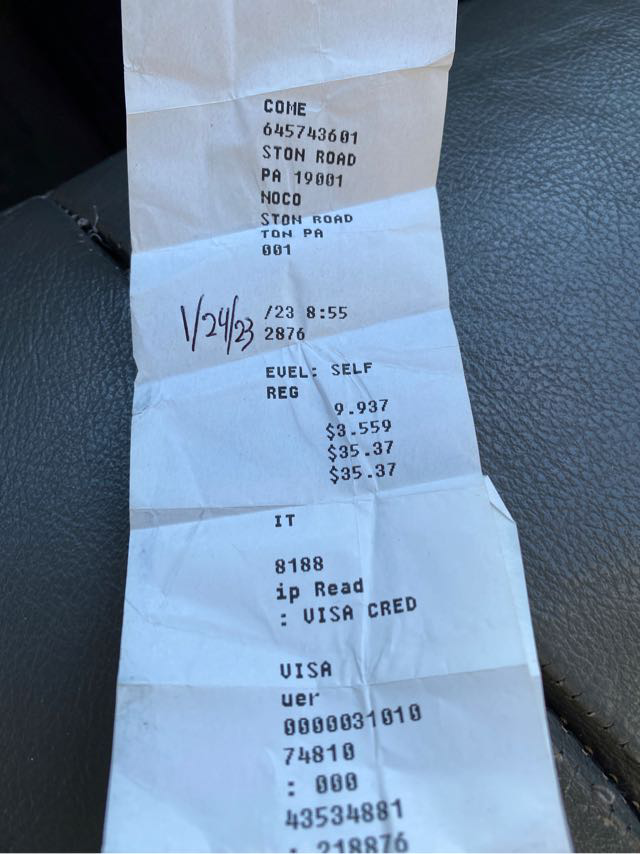 COME
645743601
STON ROAD
PA 19001
NOCO
STON ROAD
TON PA
001
1/24/23 /23 8:55
2876
EVEL: SELF
REG
9.937
$3.559
$35.37
$35.37
IT
8188
ip Read
: VISA CRED
VISA
uer
0000031010
74810
: 000
43534881
: 218876